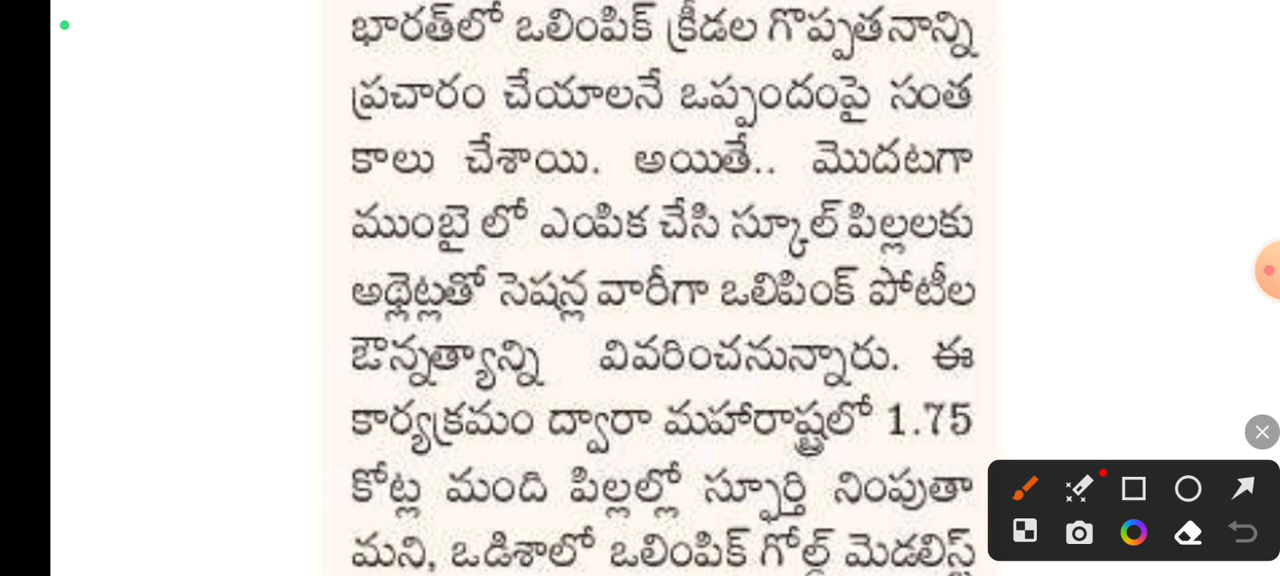 భారత్‌లో ఒలింపిక్ క్రీడల గొప్పతనాన్ని
ప్రచారం చేయాలనే ఒప్పందంపై సంత
కాలు చేశాయి. అయితే.. మొదటగా
ముంబై లో ఎంపిక చేసి స్కూల్ పిల్లలకు
అథ్లెట్లతో సెషన్ల వారీగా ఒలిపింక్ పోటీల
ఔన్నత్యాన్ని వివరించనున్నారు. ఈ
కార్యక్రమం ద్వారా మహారాష్ట్రలో 1.75
కోట్ల మంది పిల్లల్లో స్ఫూర్తి నింపుతా
మని, ఒడిశాలో ఒలింపిక్ గోల్డ్ మెడలిస్ట్